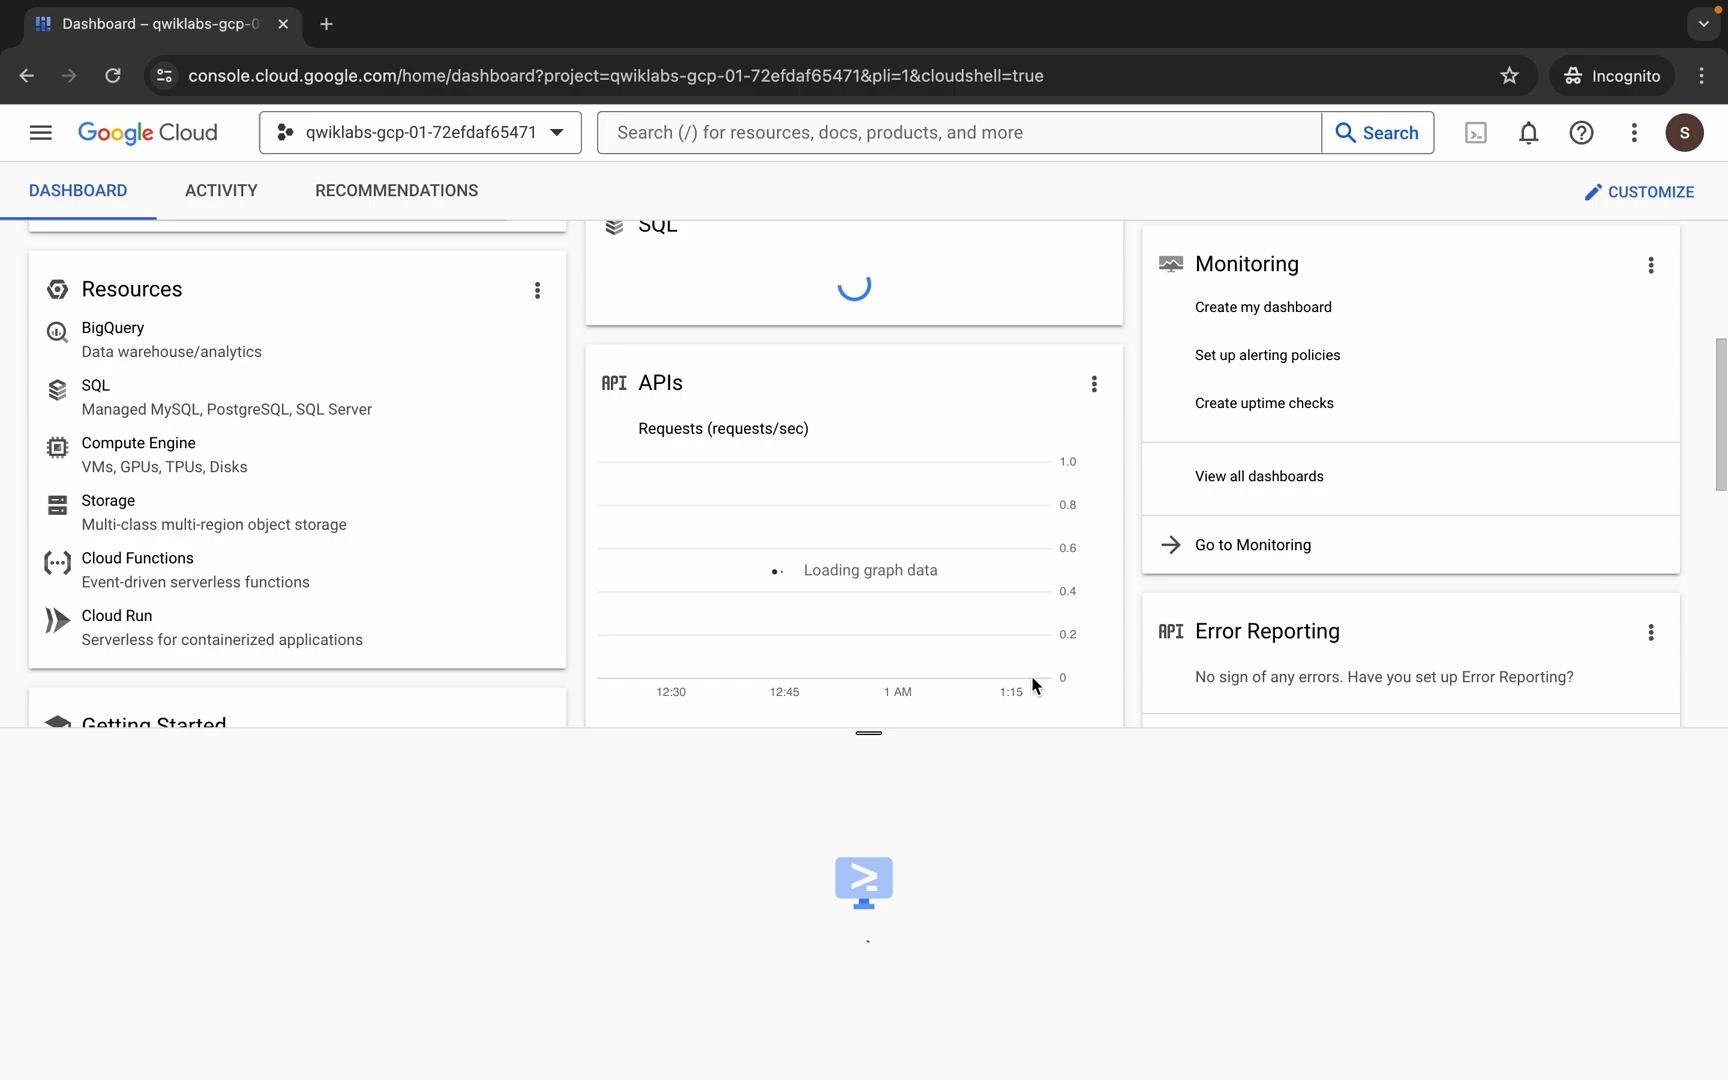 Dashboard – qwiklabs-gcp-0
console.cloud.google.com/home/dashboard?project=qwiklabs-gcp-01-72efdaf65471&pli=1&cloudshell=true
Incognito
Google Cloud
qwiklabs-gcp-01-72efdaf65471
Search (/) for resources, docs, products, and more
Search
S
DASHBOARD
ACTIVITY
RECOMMENDATIONS
CUSTOMIZE
Resources
BigQuery
Data warehouse/analytics
SQL
Managed MySQL, PostgreSQL, SQL Server
Compute Engine
VMs, GPUs, TPUs, Disks
Storage
Multi-class multi-region object storage
Cloud Functions
Event-driven serverless functions
Cloud Run
Serverless for containerized applications
Getting Started
SQL
API APIs
Requests (requests/sec)
1.0
0.8
0.6
Loading graph data
0.4
0.2
0
12:30 12:45 1 AM 1:15
Monitoring
Create my dashboard
Set up alerting policies
Create uptime checks
View all dashboards
Go to Monitoring
API Error Reporting
No sign of any errors. Have you set up Error Reporting?